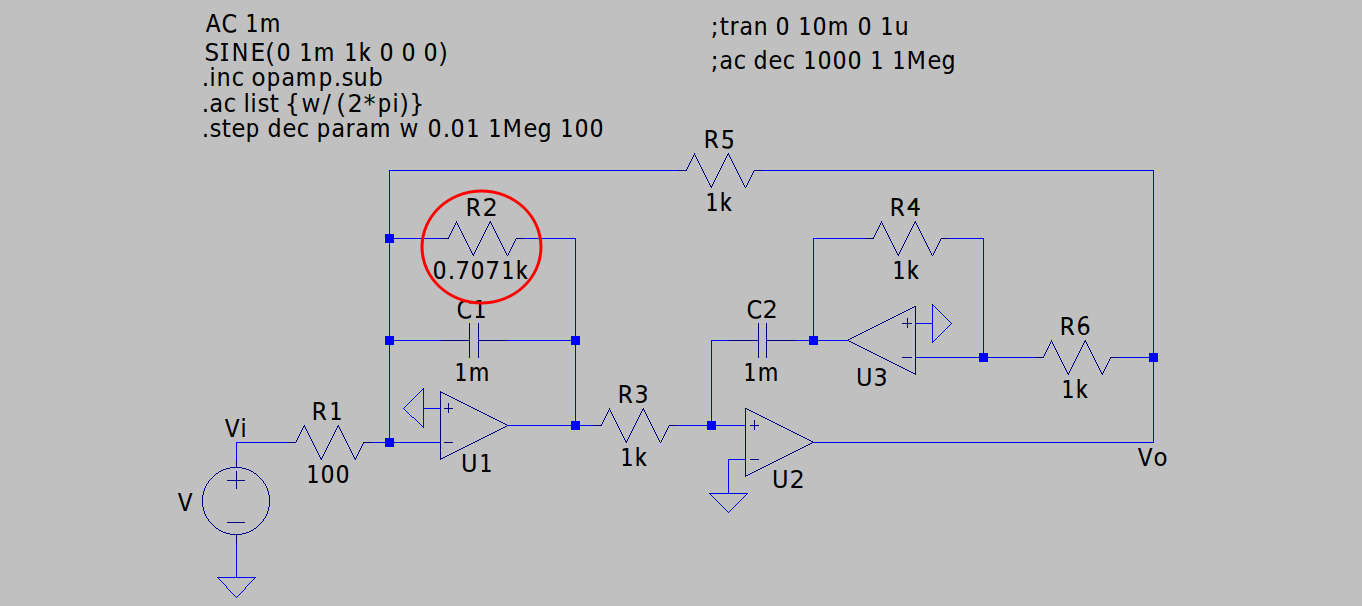 AC 1m
SINE(0 1m 1k 0 0 0)
.inc opamp.sub
.ac list {w/(2*pi)}
.step dec param w 0.01 1Meg 100
;tran 0 10m 0 1u
;ac dec 1000 1 1Meg
R5
1k
R2
0.7071k
R4
1k
C1
1m
C2
1m
U3
R6
1k
R3
1k
R1
100
Vi
U1
U2
Vo
V